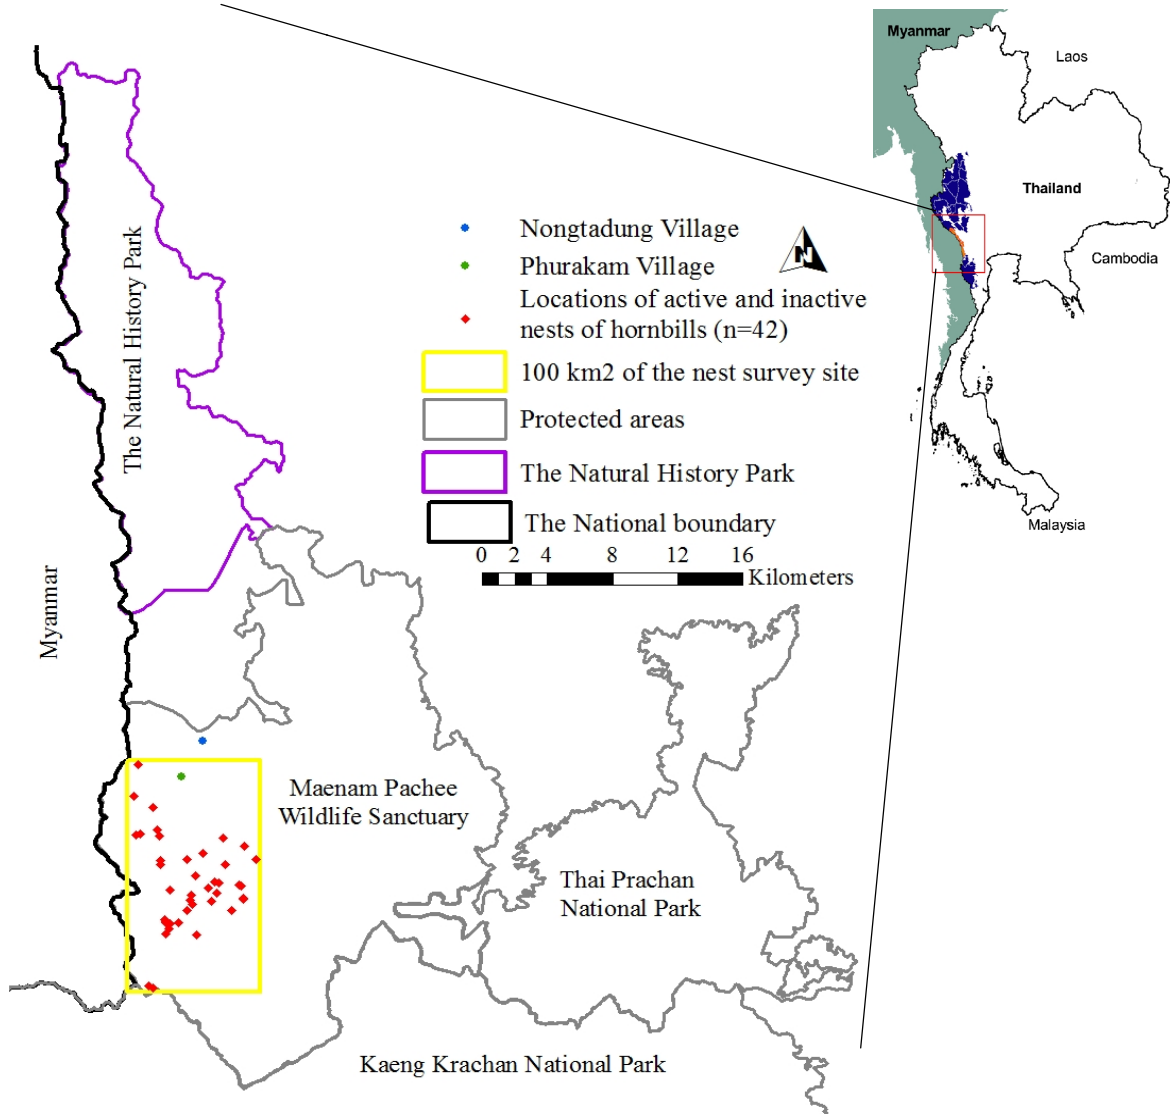 Myanmar
Laos
Thailand
Cambodia
Malaysia
Nongtadung Village
N
Phurakam Village
Locations of active and inactive
nests of hornbills (n=42)
100 km2 of the nest survey site
Protected areas
The Natural History Park
The National boundary
0 2 4 8 12 16
Kilometers
The Natural History Park
Myanmar
Maenam Pachee
Wildlife Sanctuary
Thai Prachan
National Park
Kaeng Krachan National Park